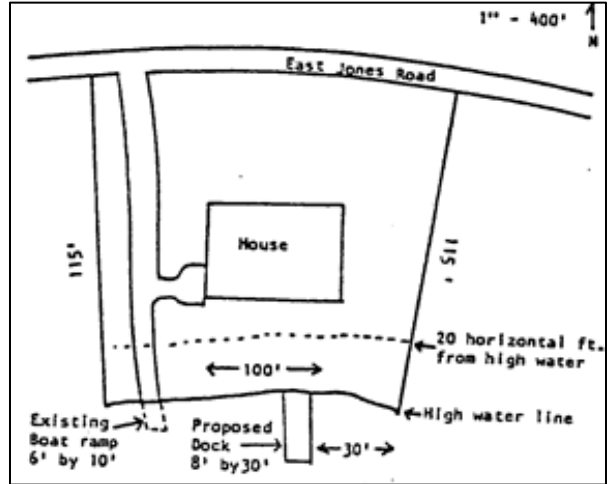 1" - 400'
N
East Jones Road
House
115'
115'
20 horizontal ft.
from high water
100'
High water line
Existing
Boat ramp
6' by 10'
Proposed
Dock
8' by 30'
30'